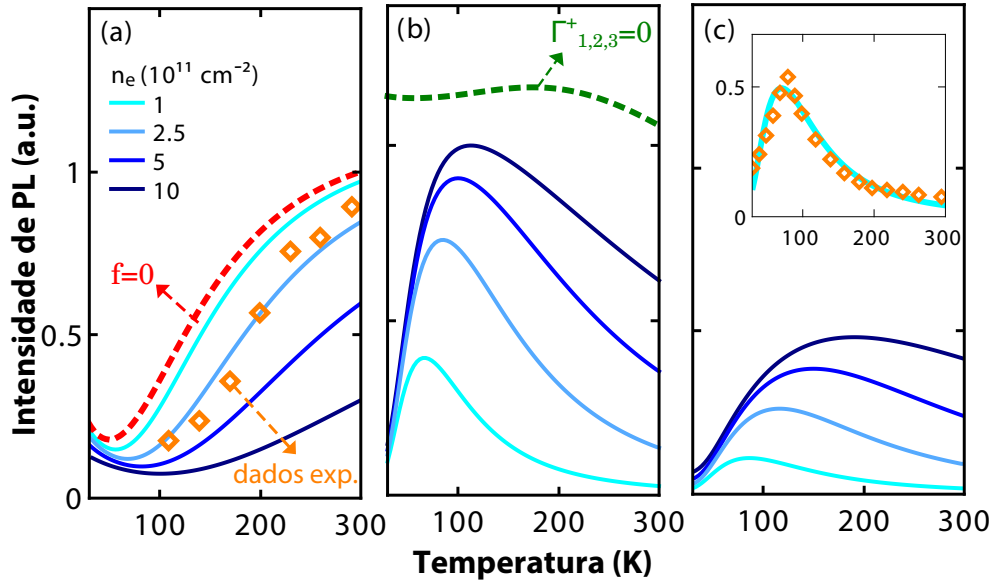 (a)
nₑ (10¹¹ cm⁻²)
1
2.5
5
10
f=0
dados exp.
(b)
Γ⁺₁,₂,₃=0
(c)
0.5
0
100 200 300
1
0.5
0
100 200 300
100 200 300
100 200 300
Intensidade de PL (a.u.)
Temperatura (K)